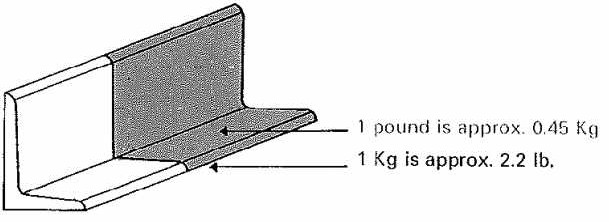 1 pound is approx. 0.45 Kg
1 Kg is approx. 2.2 lb.